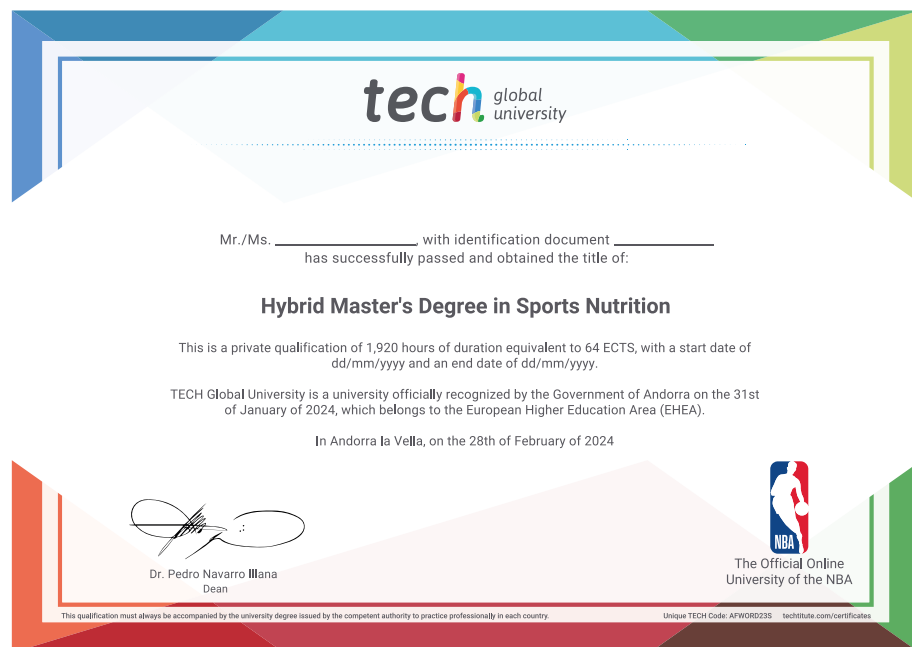 tech global university
Mr./Ms. ____________, with identification document ____________
has successfully passed and obtained the title of:
Hybrid Master's Degree in Sports Nutrition
This is a private qualification of 1,920 hours of duration equivalent to 64 ECTS, with a start date of
dd/mm/yyyy and an end date of dd/mm/yyyy.
TECH Global University is a university officially recognized by the Government of Andorra on the 31st
of January of 2024, which belongs to the European Higher Education Area (EHEA).
In Andorra la Vella, on the 28th of February of 2024
Dr. Pedro Navarro Illana
Dean
NBA
The Official Online
University of the NBA
This qualification must always be accompanied by the university degree issued by the competent authority to practice professionally in each country.
Unique TECH Code: AFWORD23S techtitute.com/certificates